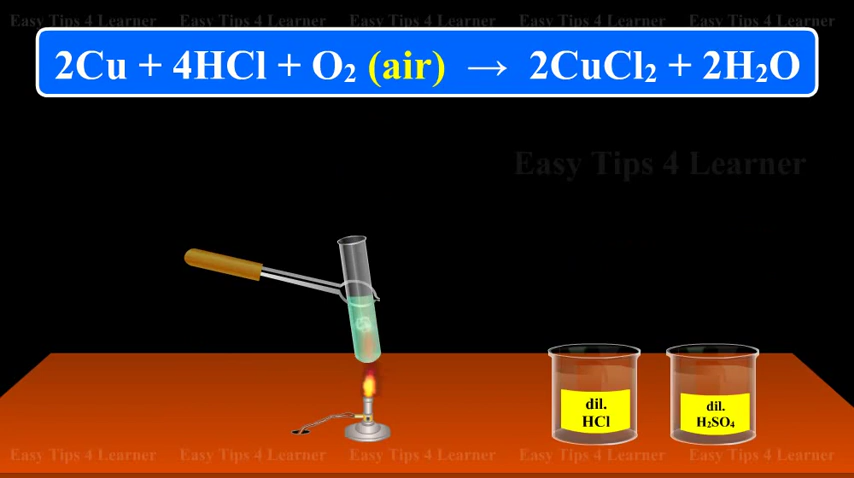 Easy Tips 4 Learner Easy Tips 4 Learner Easy Tips 4 Learner Easy Tips 4 Learner Easy Tips 4 Learner
2Cu + 4HCl + O₂ (air) → 2CuCl₂ + 2H₂O
Easy Tips 4 Learner
dil.
HCl
dil.
H₂SO₄
Easy Tips 4 Learner Easy Tips 4 Learner Easy Tips 4 Learner Easy Tips 4 Learner Easy Tips 4 Learner